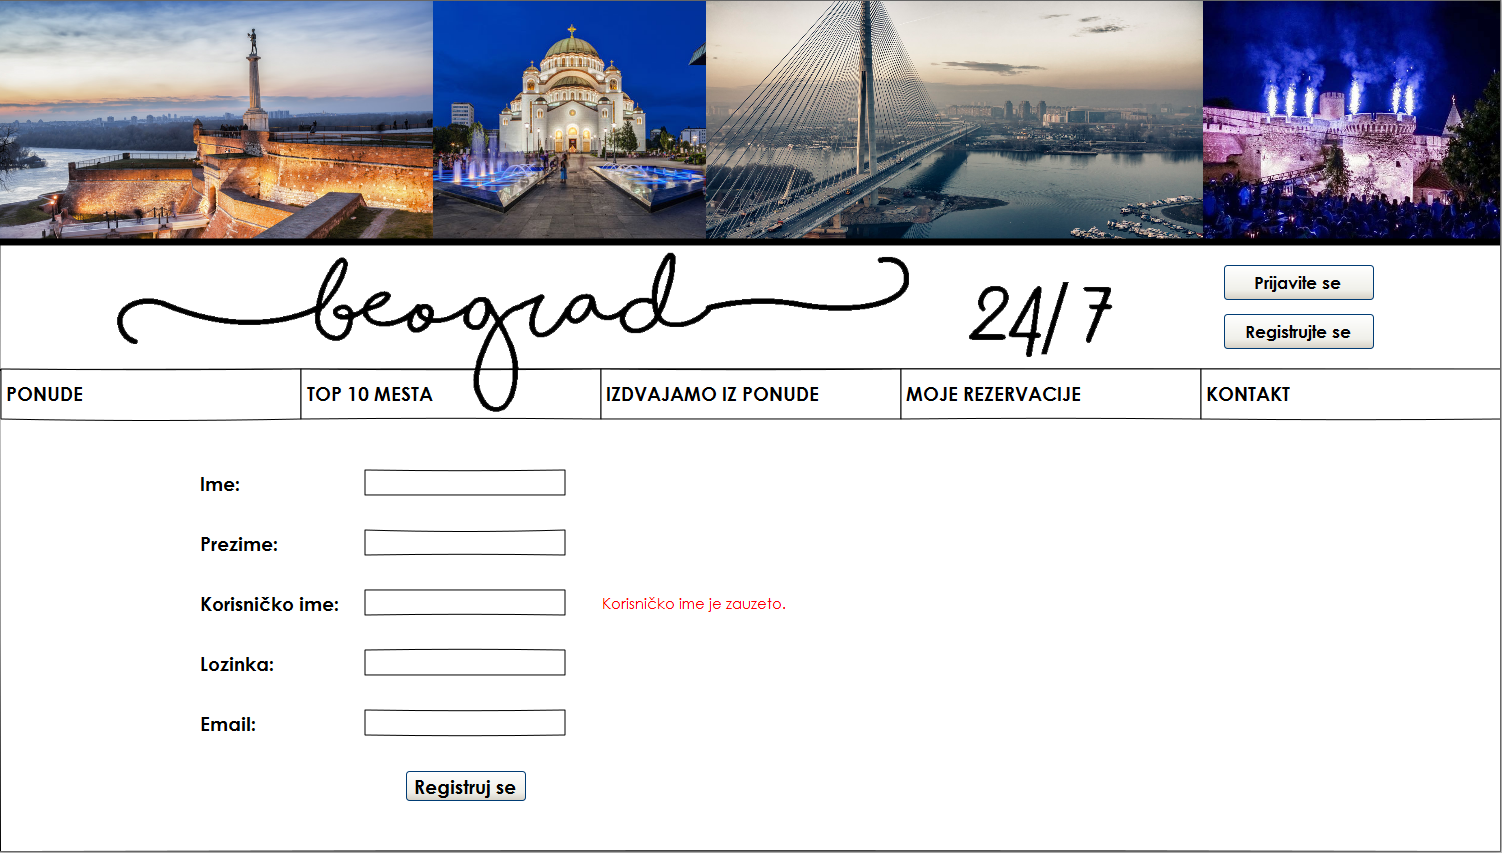 beograd 24/7
Prijavite se
Registrujte se
PONUDE TOP 10 MESTA IZDVAJAMO IZ PONUDE MOJE REZERVACIJE KONTAKT
Ime:
Prezime:
Korisničko ime: Korisničko ime je zauzeto.
Lozinka:
Email:
Registruj se